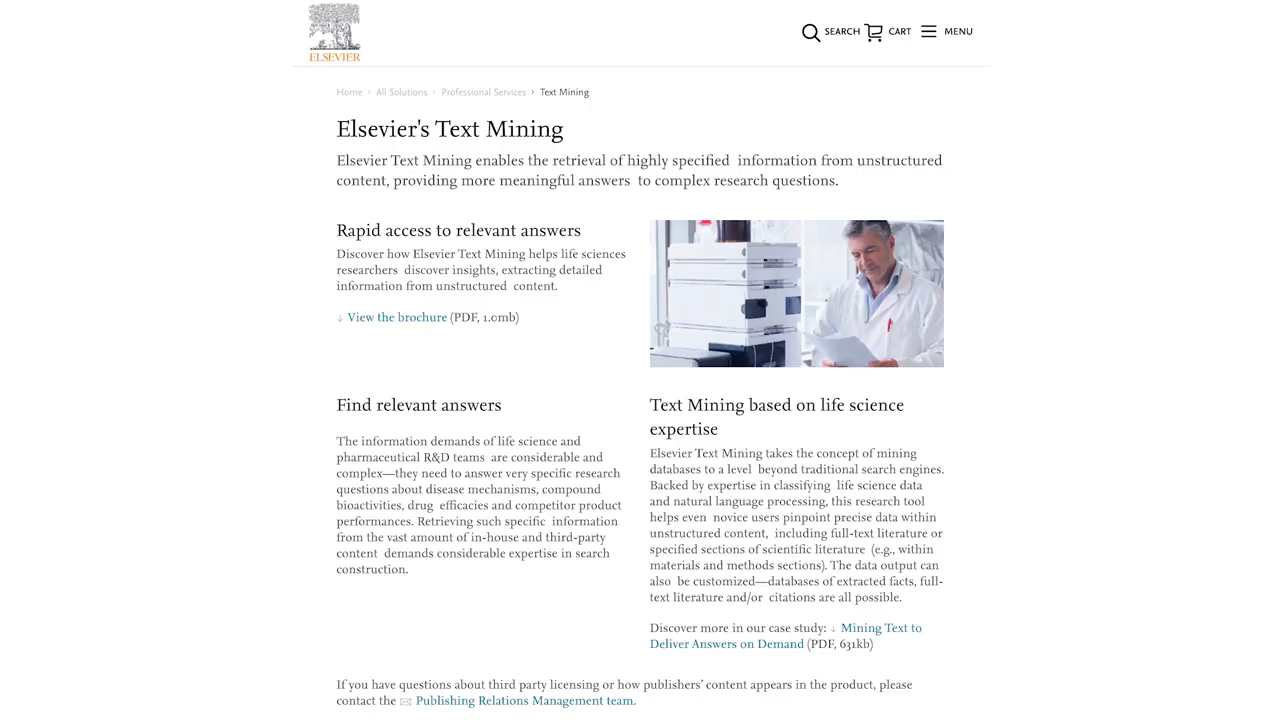 ELSEVIER
SEARCH CART MENU
Home › All Solutions › Professional Services › Text Mining
Elsevier's Text Mining
Elsevier Text Mining enables the retrieval of highly specified information from unstructured
content, providing more meaningful answers to complex research questions.
Rapid access to relevant answers
Discover how Elsevier Text Mining helps life sciences
researchers discover insights, extracting detailed
information from unstructured content.
↓ View the brochure (PDF, 1.0mb)
Find relevant answers
The information demands of life science and
pharmaceutical R&D teams are considerable and
complex—they need to answer very specific research
questions about disease mechanisms, compound
bioactivities, drug efficacies and competitor product
performances. Retrieving such specific information
from the vast amount of in-house and third-party
content demands considerable expertise in search
construction.
Text Mining based on life science
expertise
Elsevier Text Mining takes the concept of mining
databases to a level beyond traditional search engines.
Backed by expertise in classifying life science data
and natural language processing, this research tool
helps even novice users pinpoint precise data within
unstructured content, including full-text literature or
specified sections of scientific literature (e.g., within
materials and methods sections). The data output can
also be customized—databases of extracted facts, full-
text literature and/or citations are all possible.
Discover more in our case study: ↓ Mining Text to
Deliver Answers on Demand (PDF, 631kb)
If you have questions about third party licensing or how publishers' content appears in the product, please
contact the Publishing Relations Management team.